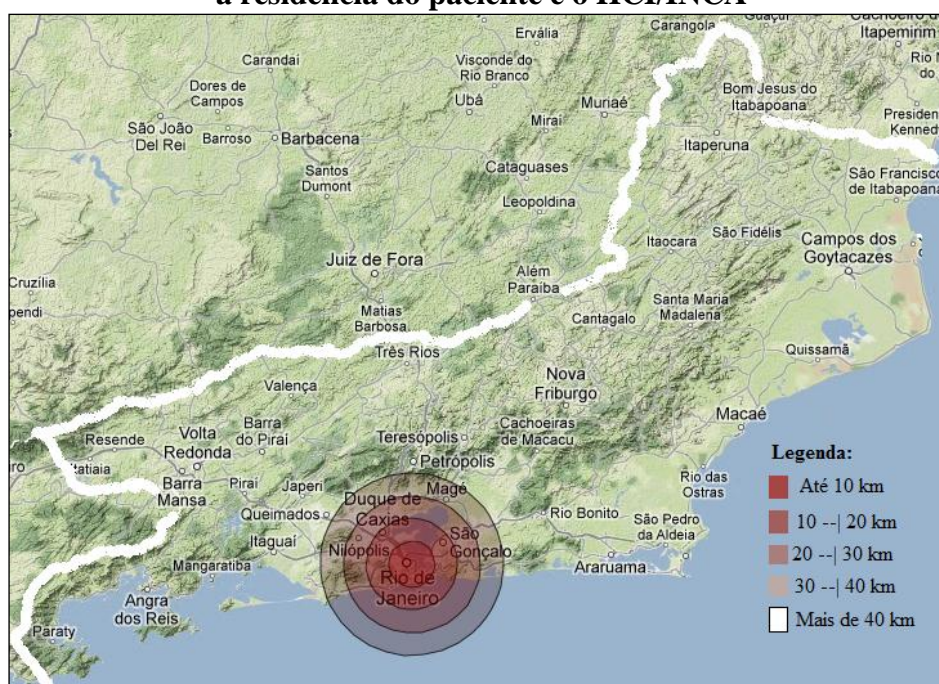 a residência do paciente e o HCI/INCA
Carangola
Guaçuí
Cachoeiro de
Itapemirim
Ervália
Carandaí
Visconde do
Rio Branco
Dores de
Campos
Ubá
Muriaé
Bom Jesus do
Itabapoana
São João
Del Rei
Barroso
Barbacena
Miraí
Itaperuna
Cataguases
Santos
Dumont
São Francisco
de Itabapoana
Leopoldina
Juiz de Fora
Itaocara
São Fidélis
Campos dos
Goytacazes
Cruzília
Além
Paraíba
Matias
Barbosa
Santa Maria
Madalena
Cantagalo
Três Rios
Quissamã
Valença
Nova
Friburgo
Macaé
Resende
Volta
Redonda
Barra
do Piraí
Teresópolis
Cachoeiras
de Macacu
Itatiaia
Petrópolis
Barra
Mansa
Piraí
Japeri
Magé
Rio das
Ostras
Duque de
Caxias
Queimados
Rio Bonito
São Pedro
da Aldeia
Itaguaí
Nilópolis
São
Gonçalo
Mangaratiba
Rio de
Janeiro
Araruama
Angra
dos Reis
Paraty
Legenda:
Até 10 km
10 --| 20 km
20 --| 30 km
30 --| 40 km
Mais de 40 km